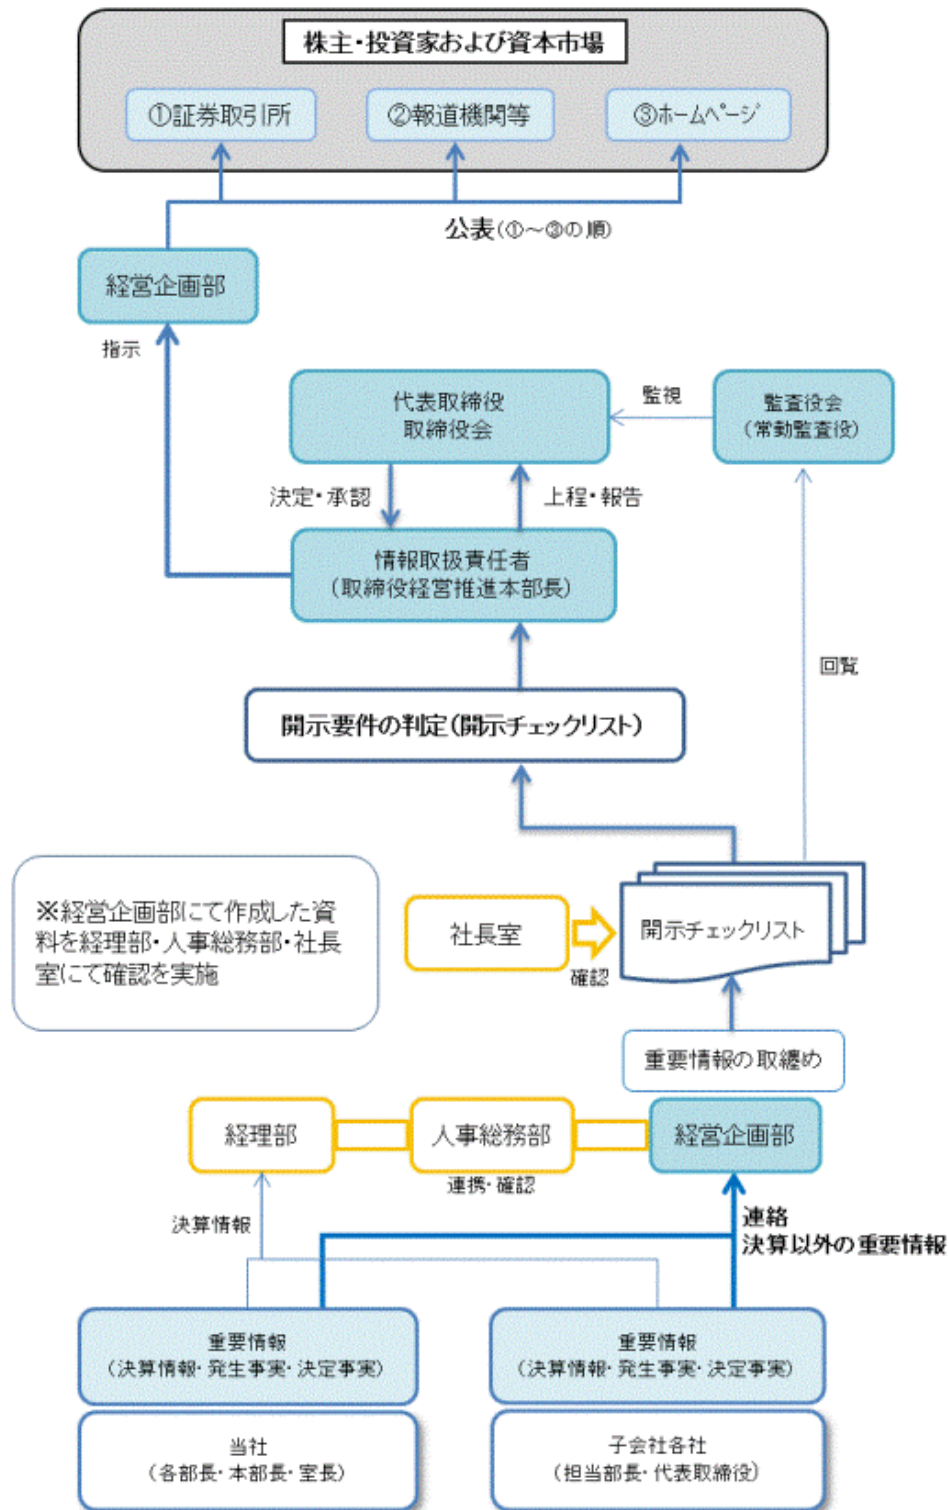 株主・投資家および資本市場
①証券取引所
②報道機関等
③ホームページ
公表(①～③の順)
経営企画部
指示
代表取締役
取締役会
監視
監査役会
(常勤監査役)
決定・承認
上程・報告
情報取扱責任者
(取締役経営推進本部長)
回覧
開示要件の判定(開示チェックリスト)
※経営企画部にて作成した資
料を経理部・人事総務部・社長
室にて確認を実施
社長室
確認
開示チェックリスト
重要情報の取纏め
経理部
人事総務部
経営企画部
連携・確認
決算情報
連絡
決算以外の重要情報
重要情報
(決算情報・発生事実・決定事実)
重要情報
(決算情報・発生事実・決定事実)
当社
(各部長・本部長・室長)
子会社各社
(担当部長・代表取締役)